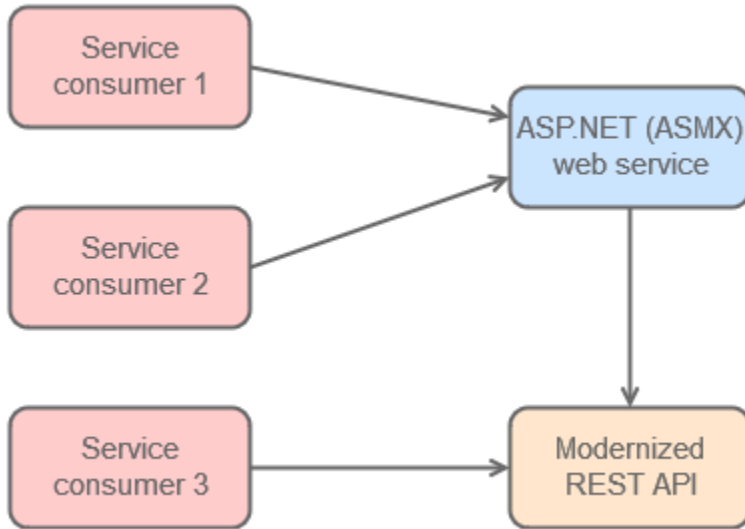 Service
consumer 1
ASP.NET (ASMX)
web service
Service
consumer 2
Service
consumer 3
Modernized
REST API